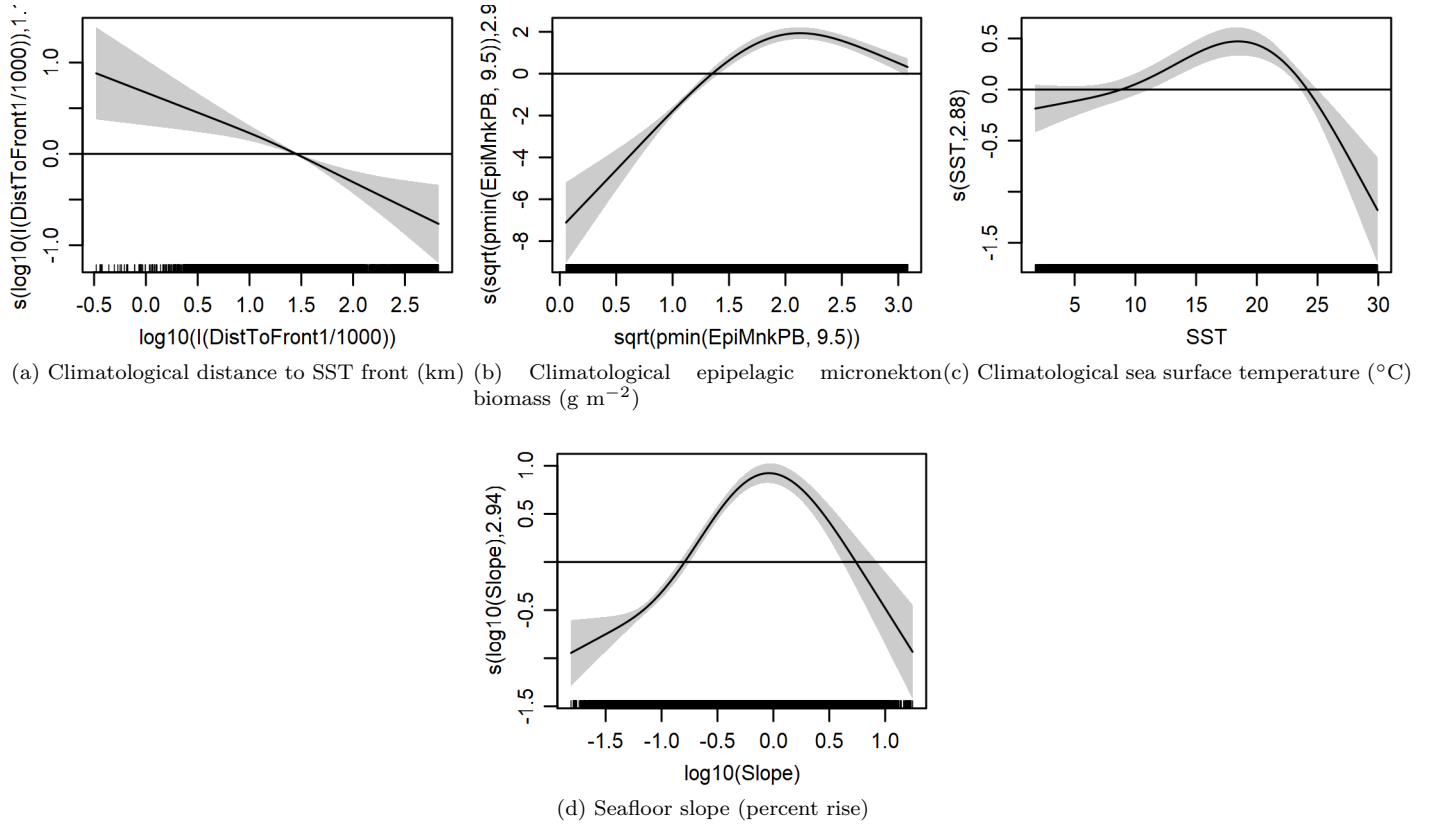 s(log10(I(DistToFront1/1000)),1.
1.0
0.0
-1.0
-0.5 0.0 0.5 1.0 1.5 2.0 2.5
log10(I(DistToFront1/1000))
(a) Climatological distance to SST front (km)
s(sqrt(pmin(EpiMnkPB, 9.5)),2.9
2
0
-2
-4
-6
-8
0.0 0.5 1.0 1.5 2.0 2.5 3.0
sqrt(pmin(EpiMnkPB, 9.5))
(b) Climatological epipelagic micronekton
biomass (g m−2)
s(SST,2.88)
0.5
0.0
-0.5
-1.5
5 10 15 20 25 30
SST
(c) Climatological sea surface temperature (°C)
s(log10(Slope),2.94)
1.0
0.5
-0.5
-1.5
-1.5 -1.0 -0.5 0.0 0.5 1.0
log10(Slope)
(d) Seafloor slope (percent rise)